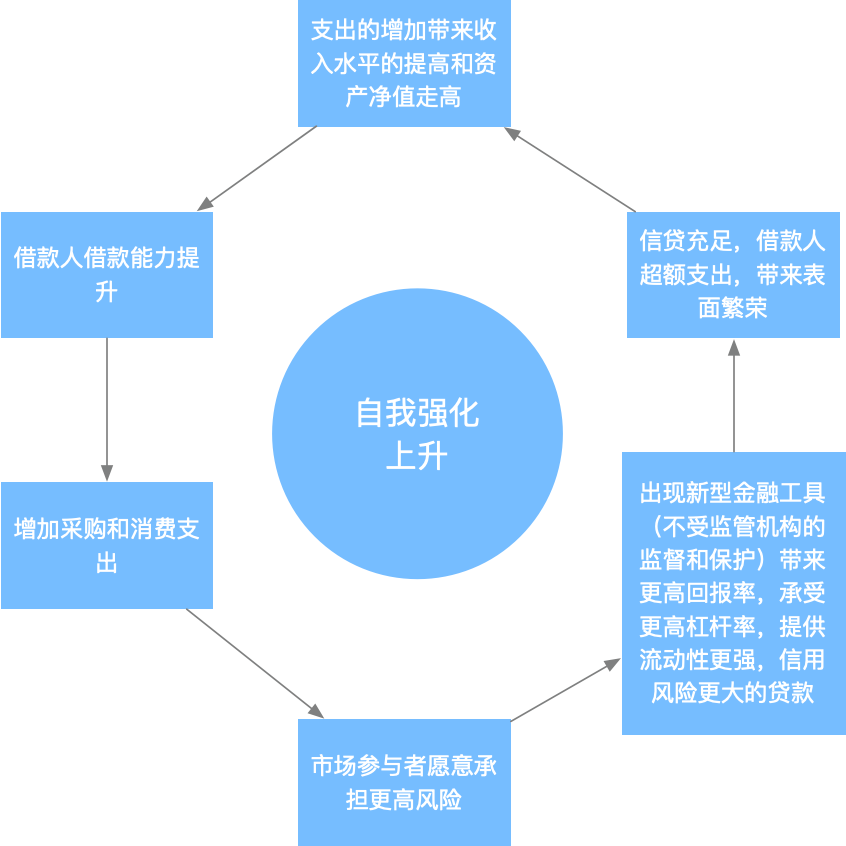 支出的增加带来收
入水平的提高和资
产净值走高
借款人借款能力提
升
信贷充足，借款人
超额支出，带来表
面繁荣
自我强化
上升
增加采购和消费支
出
出现新型金融工具
（不受监管机构的
监督和保护）带来
更高回报率，承受
更高杠杆率，提供
流动性更强，信用
风险更大的贷款
市场参与者愿意承
担更高风险